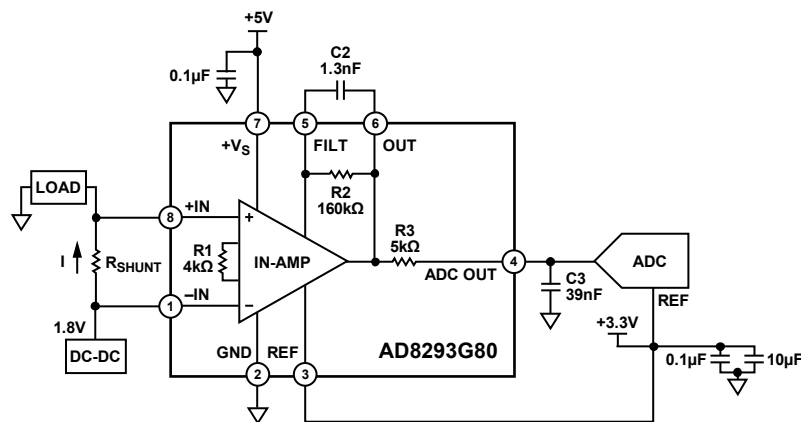 +5V
0.1µF
C2
1.3nF
7
5
6
+VS
FILT
OUT
LOAD
+IN
8
R2
160kΩ
R3
5kΩ
I
RSHUNT
R1
4kΩ
+
IN-AMP
−
ADC OUT
4
ADC
C3
39nF
REF
−IN
1
1.8V
DC-DC
GND
REF
AD8293G80
+3.3V
0.1µF
10µF
2
3